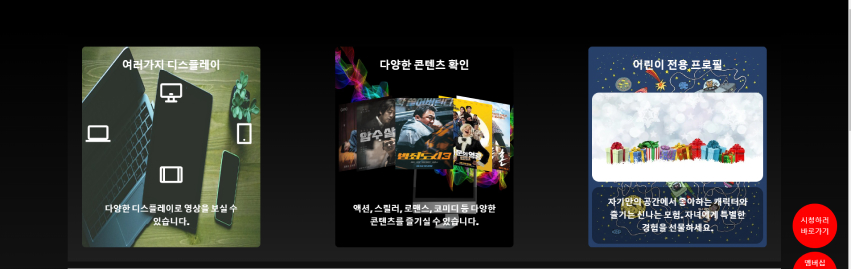 여러가지 디스플레이
다양한 디스플레이로 영상을 보실 수
있습니다.
다양한 콘텐츠 확인
범죄도시3
액션, 스릴러, 로맨스, 코미디 등 다양한
콘텐츠를 즐기실 수 있습니다.
어린이 전용 프로필
자기만의 공간에서 좋아하는 캐릭터와
즐기는 신나는 모험. 자녀에게 특별한
경험을 선물하세요.
시청하러
바로가기
멤버십